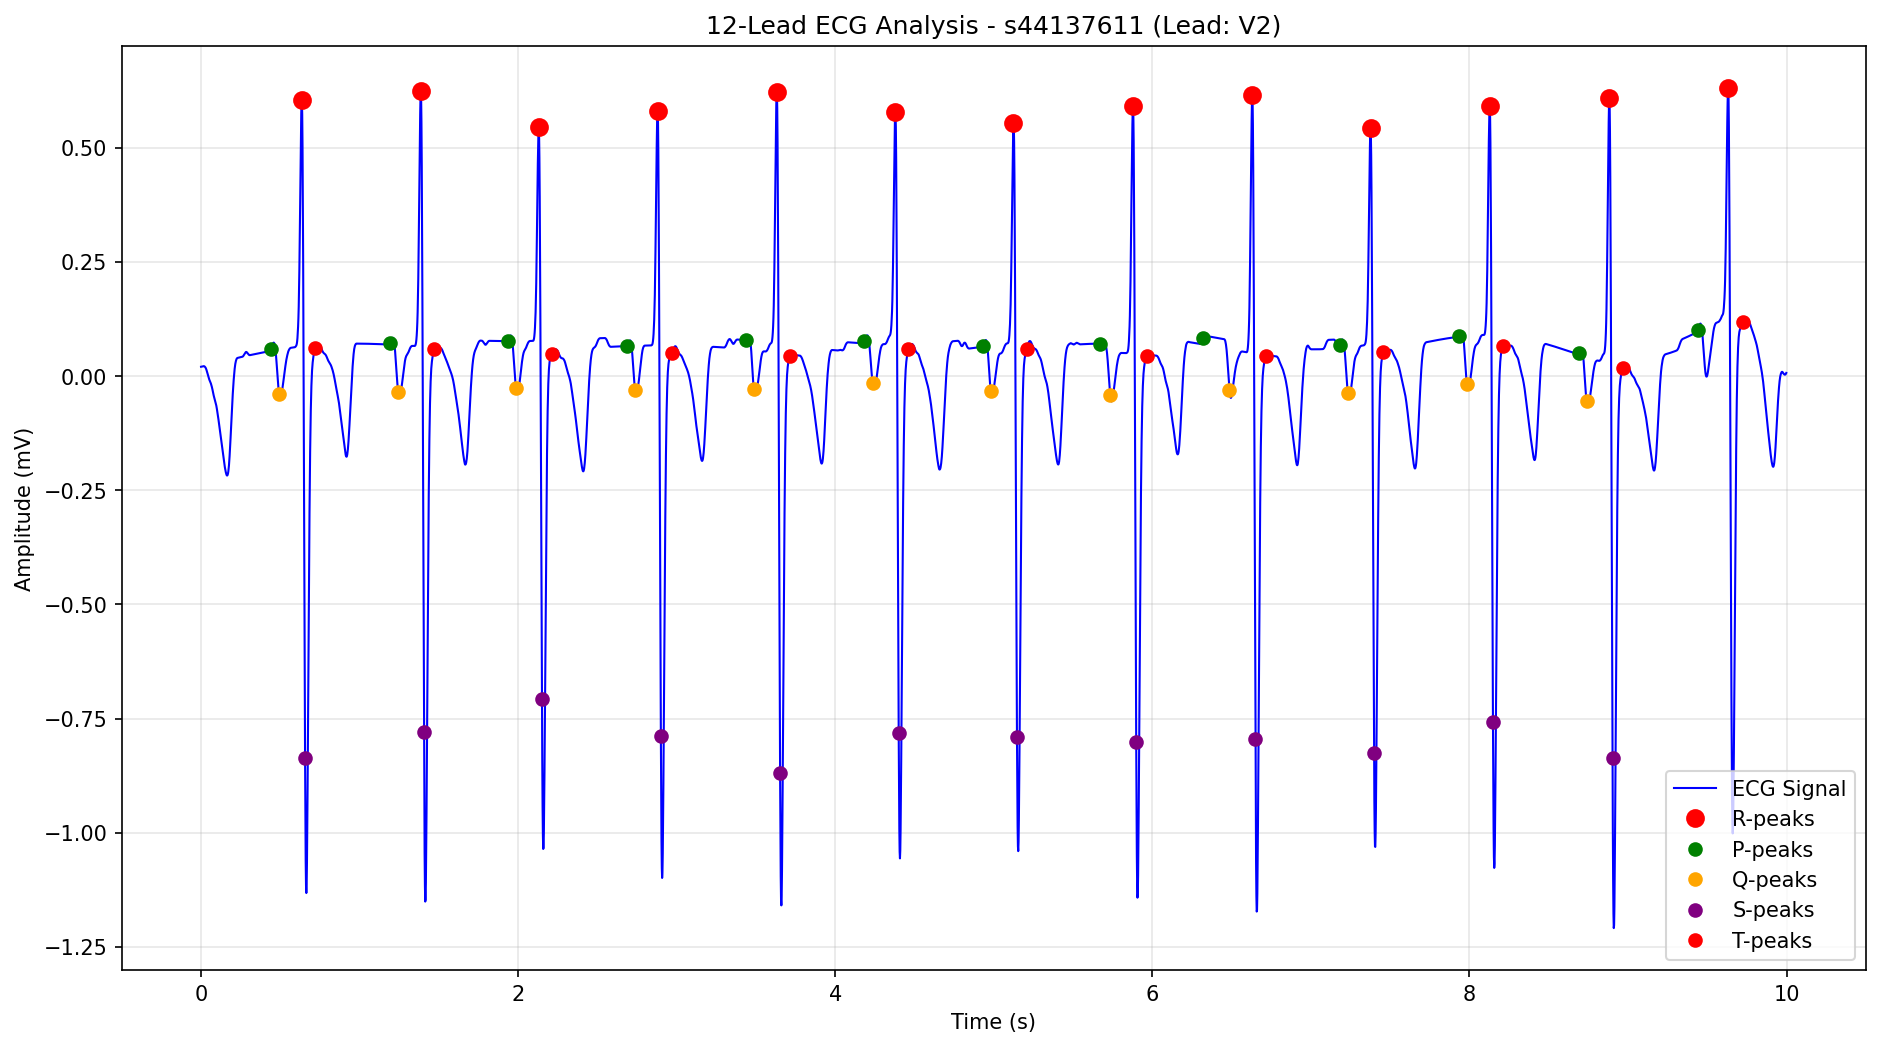 12-Lead ECG Analysis - s44137611 (Lead: V2)
Amplitude (mV)
0.50
0.25
0.00
−0.25
−0.50
−0.75
−1.00
−1.25
ECG Signal
R-peaks
P-peaks
Q-peaks
S-peaks
T-peaks
0 2 4 6 8 10
Time (s)